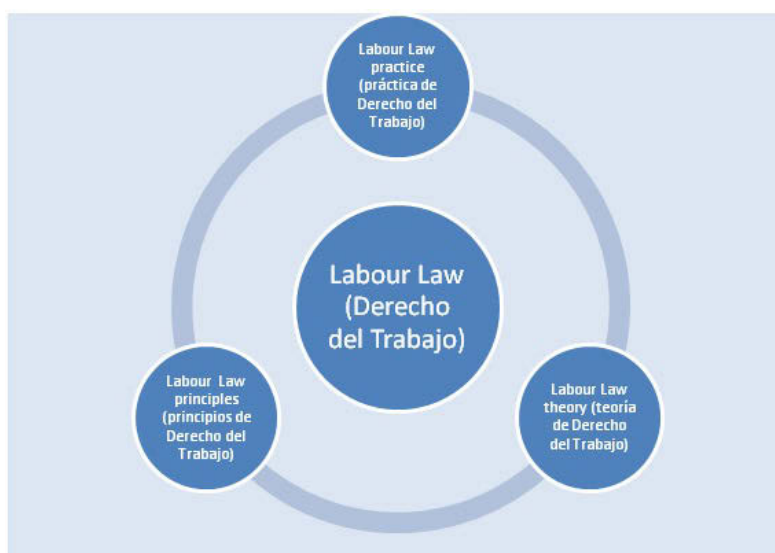 Labour Law
practice
(práctica de
Derecho del
Trabajo)
Labour Law
(Derecho
del Trabajo)
Labour Law
principles
(principios de
Derecho del
Trabajo)
Labour Law
theory (teoría
de Derecho
del Trabajo)